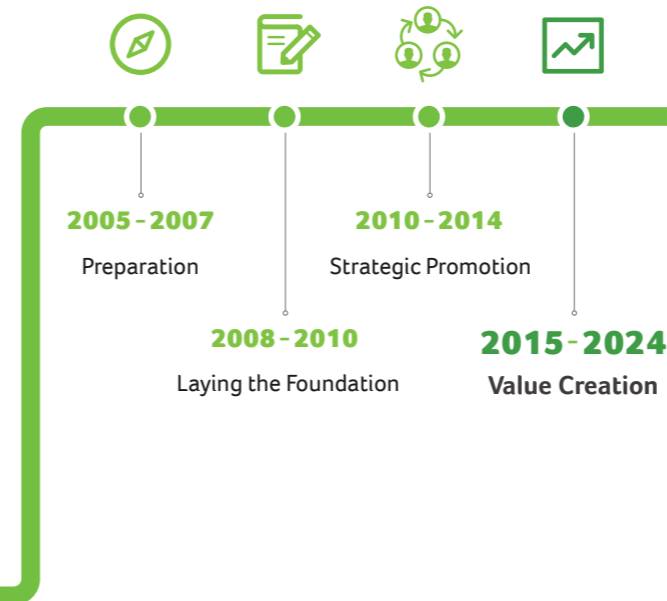 2005-2007
Preparation
2008-2010
Laying the Foundation
2010-2014
Strategic Promotion
2015-2024
Value Creation